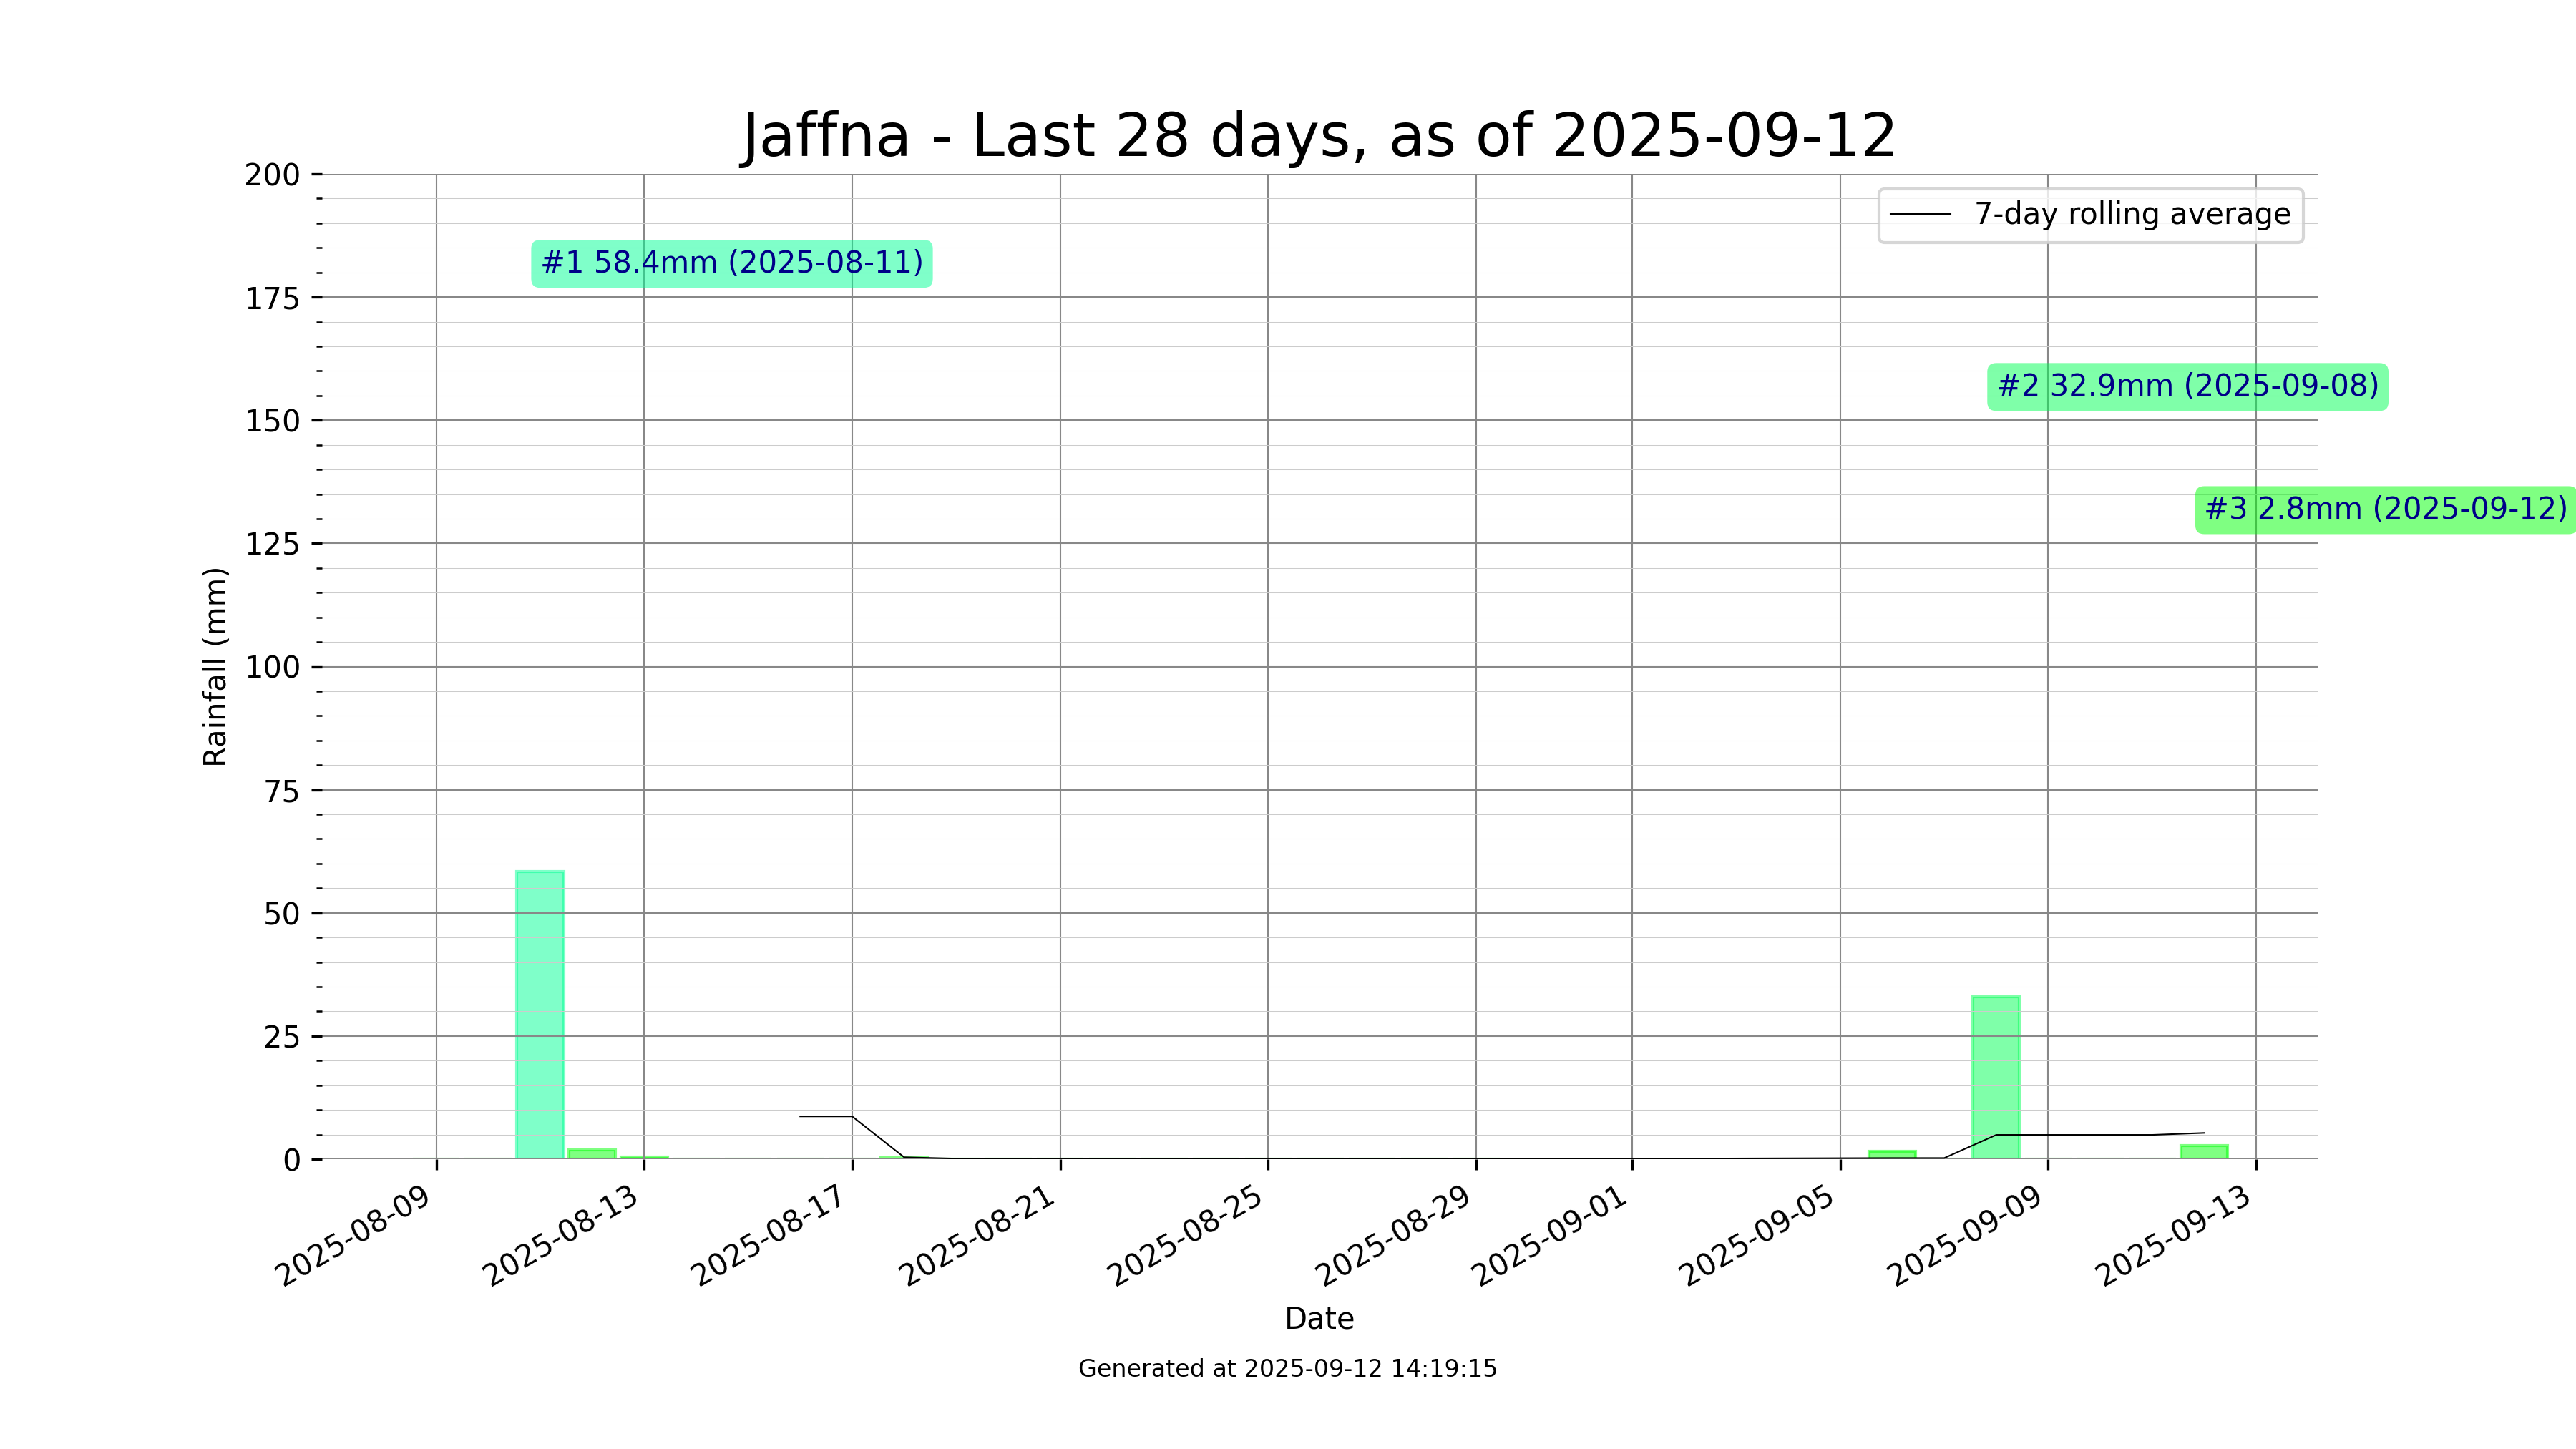 Jaffna - Last 28 days, as of 2025-09-12
200
7-day rolling average
#1 58.4mm (2025-08-11)
175
#2 32.9mm (2025-09-08)
150
#3 2.8mm (2025-09-12)
125
Rainfall (mm)
100
75
50
25
0
2025-08-09
2025-08-13
2025-08-17
2025-08-21
2025-08-25
2025-08-29
2025-09-01
2025-09-05
2025-09-09
2025-09-13
Date
Generated at 2025-09-12 14:19:15